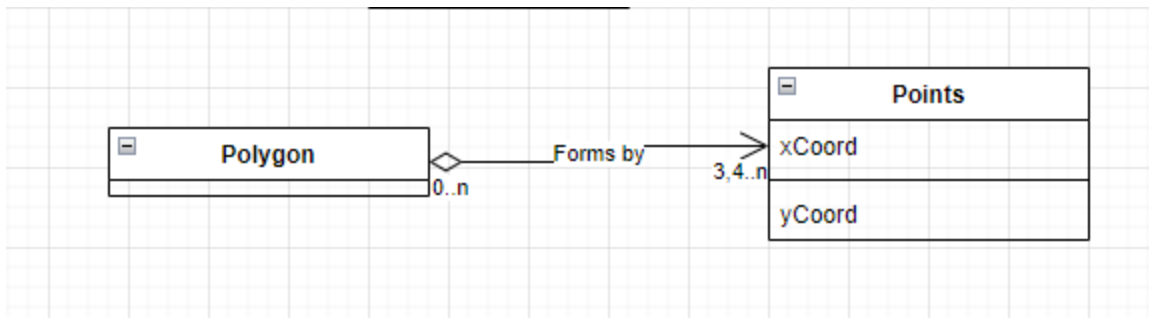 Polygon
0..n
Forms by
3,4..n
Points
xCoord
yCoord